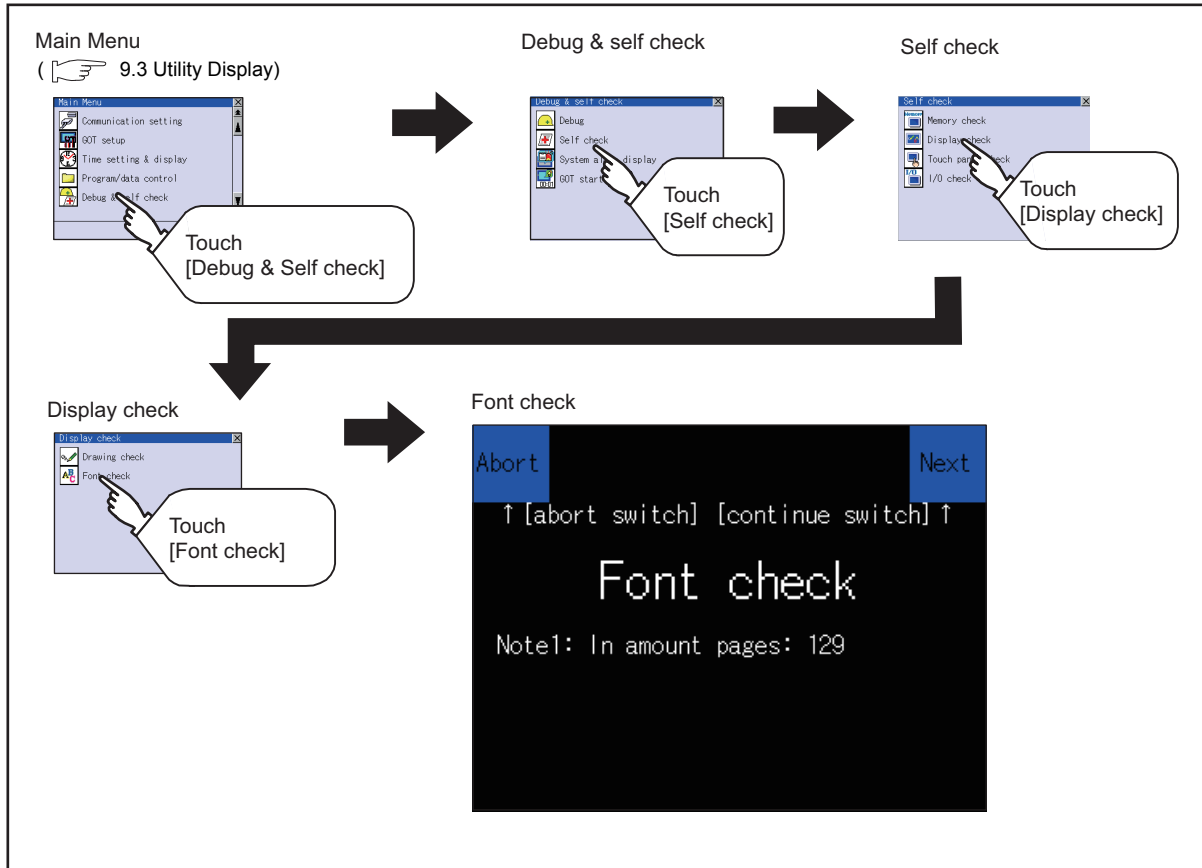 Main Menu
( 9.3 Utility Display)
Main Menu
Communication setting
GOT setup
Time setting & display
Program/data control
Debug & self check
Touch
[Debug & Self check]
Debug & self check
Debug & self check
Debug
Self check
System display
GOT
Touch
[Self check]
Self check
Self check
Memory check
Display check
Touch check
I/O check
Touch
[Display check]
Display check
Display check
Drawing check
Font check
Touch
[Font check]
Font check
Abort
Next
↑[abort switch] [continue switch]↑
Font check
Note1: In amount pages: 129